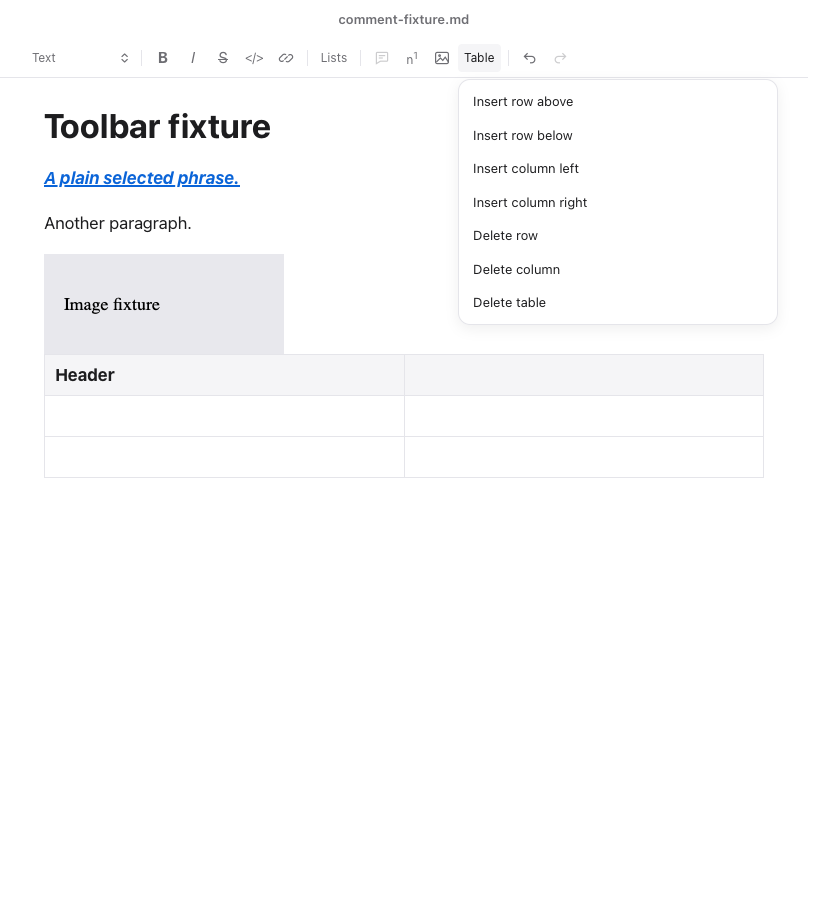 comment-fixture.md
Text B I S </> Lists n¹ Table
Insert row above
Insert row below
Insert column left
Insert column right
Delete row
Delete column
Delete table
Toolbar fixture
A plain selected phrase.
Another paragraph.
Image fixture
Header